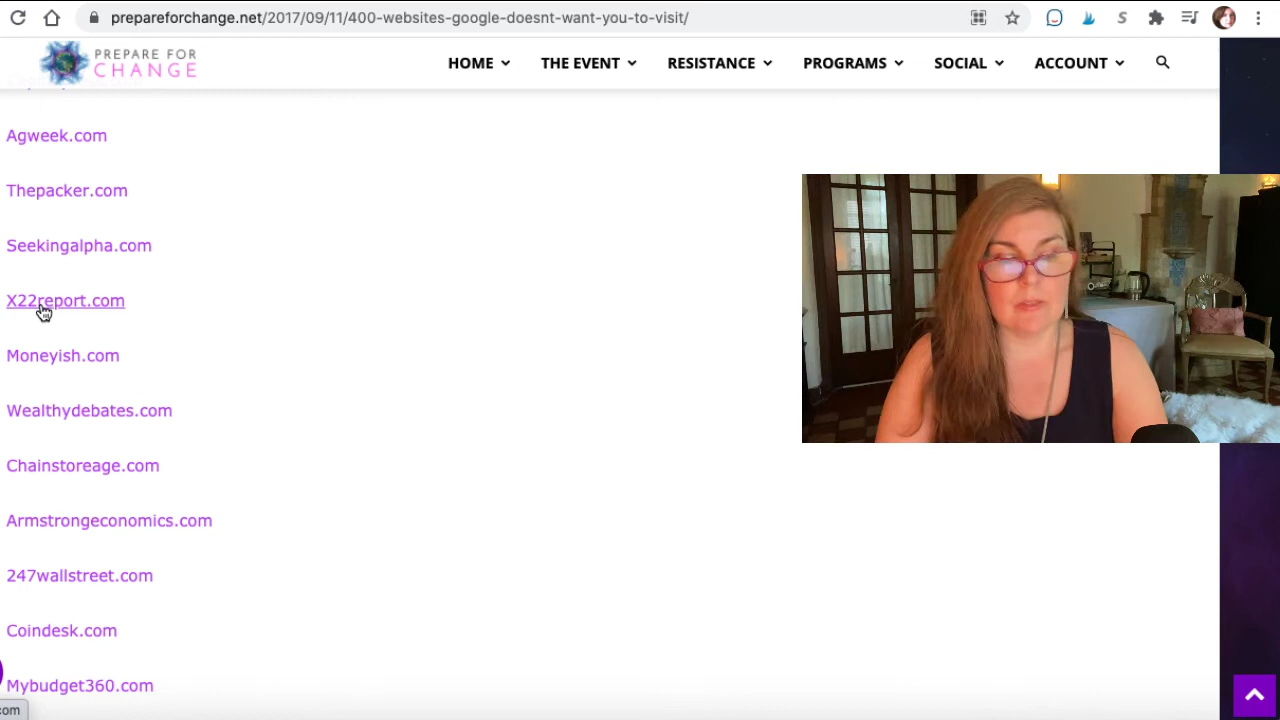 prepareforchange.net/2017/09/11/400-websites-google-doesnt-want-you-to-visit/
PREPARE FOR
CHANGE
HOME THE EVENT RESISTANCE PROGRAMS SOCIAL ACCOUNT
Agweek.com
Thepacker.com
Seekingalpha.com
X22report.com
Moneyish.com
Wealthydebates.com
Chainstoreage.com
Armstrongeconomics.com
247wallstreet.com
Coindesk.com
Mybudget360.com
com